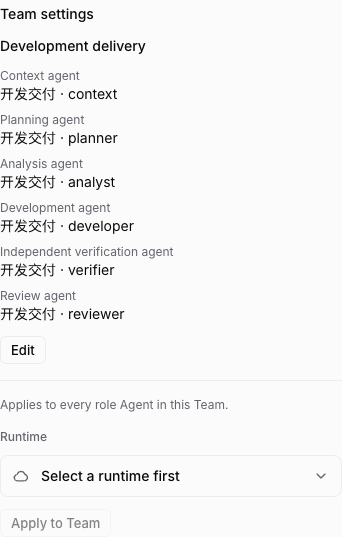 Team settings
Development delivery
Context agent
开发交付 · context
Planning agent
开发交付 · planner
Analysis agent
开发交付 · analyst
Development agent
开发交付 · developer
Independent verification agent
开发交付 · verifier
Review agent
开发交付 · reviewer
Edit
Applies to every role Agent in this Team.
Runtime
Select a runtime first
Apply to Team